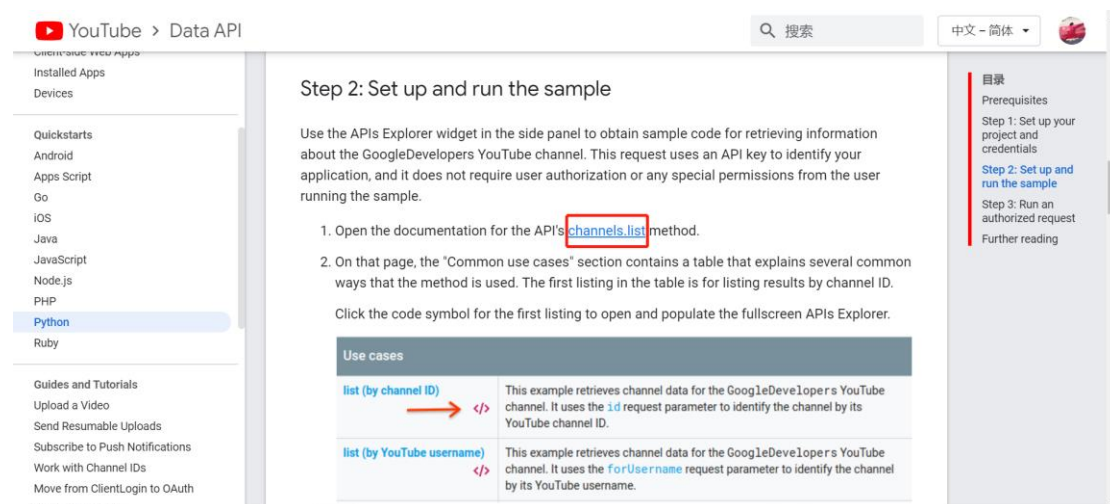 YouTube > Data API
搜索
中文 – 简体
Client-side Web Apps
Installed Apps
Devices
Quickstarts
Android
Apps Script
Go
iOS
Java
JavaScript
Node.js
PHP
Python
Ruby
Guides and Tutorials
Upload a Video
Send Resumable Uploads
Subscribe to Push Notifications
Work with Channel IDs
Move from ClientLogin to OAuth
Step 2: Set up and run the sample
Use the APIs Explorer widget in the side panel to obtain sample code for retrieving information
about the GoogleDevelopers YouTube channel. This request uses an API key to identify your
application, and it does not require user authorization or any special permissions from the user
running the sample.
1. Open the documentation for the API's channels.list method.
2. On that page, the "Common use cases" section contains a table that explains several common
ways that the method is used. The first listing in the table is for listing results by channel ID.
Click the code symbol for the first listing to open and populate the fullscreen APIs Explorer.
Use cases
list (by channel ID)
</>
This example retrieves channel data for the GoogleDevelopers YouTube
channel. It uses the id request parameter to identify the channel by its
YouTube channel ID.
list (by YouTube username)
</>
This example retrieves channel data for the GoogleDevelopers YouTube
channel. It uses the forUsername request parameter to identify the channel
by its YouTube username.
目录
Prerequisites
Step 1: Set up your
project and
credentials
Step 2: Set up and
run the sample
Step 3: Run an
authorized request
Further reading